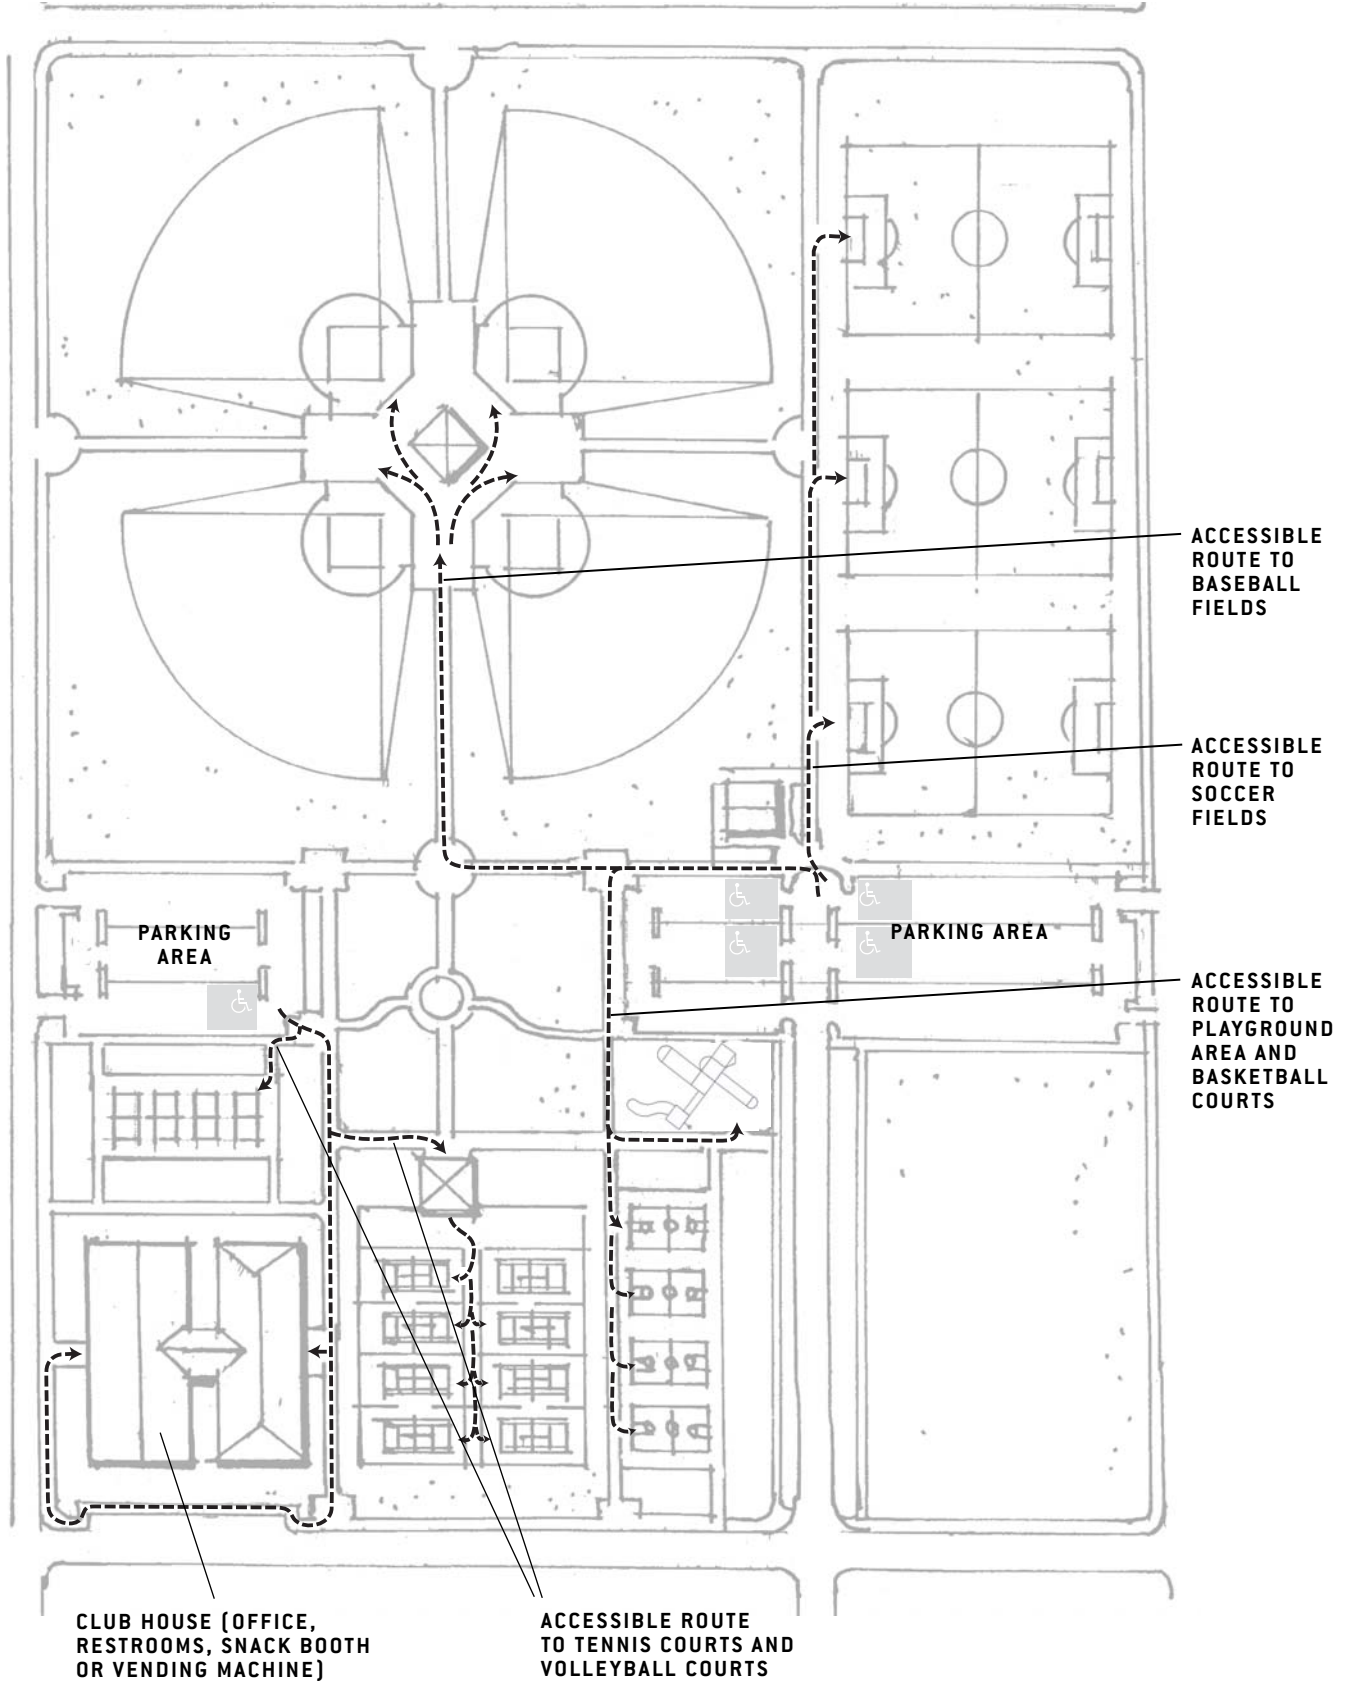 ACCESSIBLE
ROUTE TO
BASEBALL
FIELDS
ACCESSIBLE
ROUTE TO
SOCCER
FIELDS
PARKING
AREA
PARKING AREA
ACCESSIBLE
ROUTE TO
PLAYGROUND
AREA AND
BASKETBALL
COURTS
CLUB HOUSE (OFFICE,
RESTROOMS, SNACK BOOTH
OR VENDING MACHINE)
ACCESSIBLE ROUTE
TO TENNIS COURTS AND
VOLLEYBALL COURTS